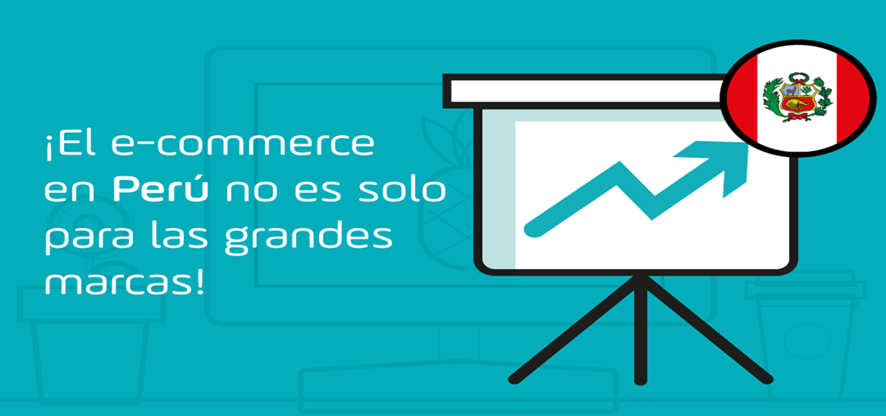 ¡El e-commerce
en Perú no es solo
para las grandes
marcas!